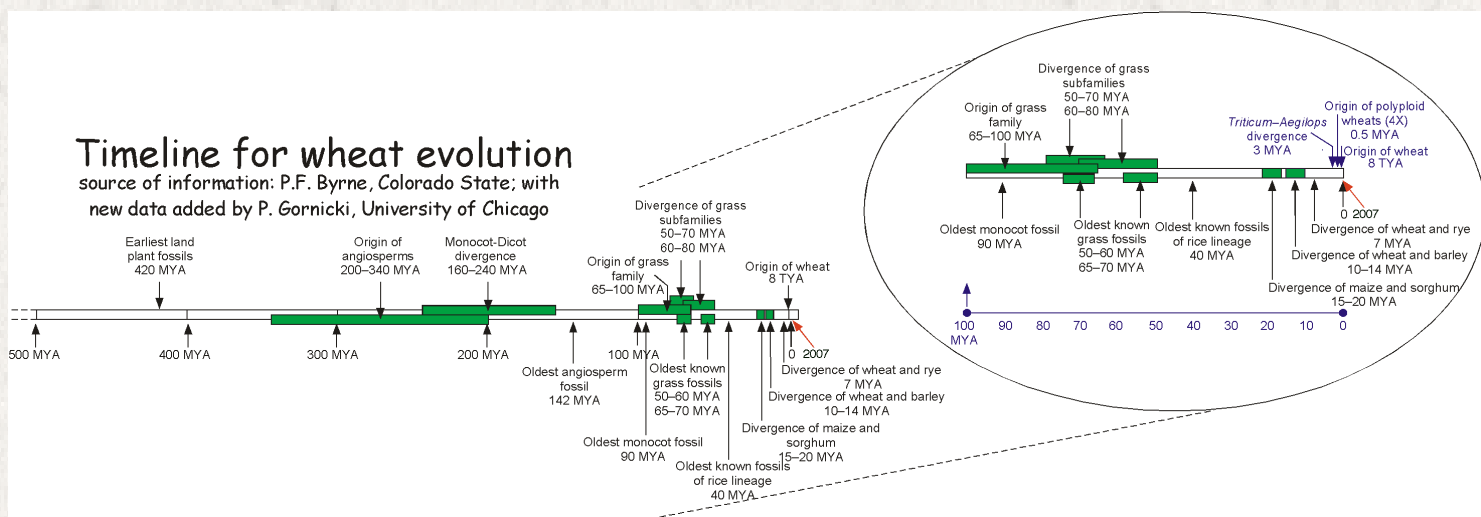 Timeline for wheat evolution
source of information: P.F. Byrne, Colorado State; with
new data added by P. Gornicki, University of Chicago
Earliest land
plant fossils
420 MYA
Origin of
angiosperms
200–340 MYA
Monocot-Dicot
divergence
160–240 MYA
Origin of grass
family
65–100 MYA
Divergence of grass
subfamilies
50–70 MYA
60–80 MYA
Origin of wheat
8 TYA
500 MYA
400 MYA
300 MYA
200 MYA
100 MYA
0
2007
Oldest angiosperm
fossil
142 MYA
Oldest monocot fossil
90 MYA
Oldest known
grass fossils
50–60 MYA
65–70 MYA
Oldest known fossils
of rice lineage
40 MYA
Divergence of maize and
sorghum
15–20 MYA
Divergence of wheat and barley
10–14 MYA
Divergence of wheat and rye
7 MYA
Origin of grass
family
65–100 MYA
Divergence of grass
subfamilies
50–70 MYA
60–80 MYA
Triticum–Aegilops
divergence
3 MYA
Origin of polyploid
wheats (4X)
0.5 MYA
Origin of wheat
8 TYA
Oldest monocot fossil
90 MYA
Oldest known
grass fossils
50–60 MYA
65–70 MYA
Oldest known fossils
of rice lineage
40 MYA
0 2007
Divergence of wheat and rye
7 MYA
Divergence of wheat and barley
10–14 MYA
Divergence of maize and sorghum
15–20 MYA
100 90 80 70 60 50 40 30 20 10 0
MYA